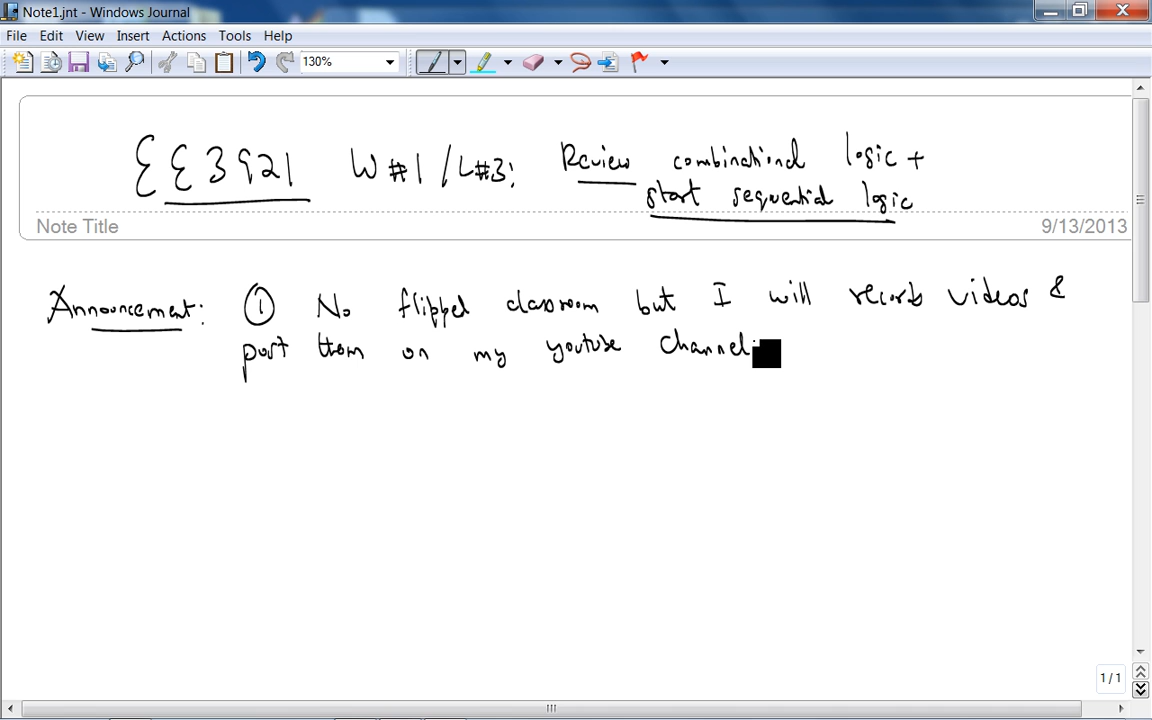 Note1.jnt - Windows Journal
File Edit View Insert Actions Tools Help
130%
EE3921 W#1/L#3: Review combinational logic +
start sequential logic
Note Title
9/13/2013
Announcement: ① No flipped classroom but I will records videos &
post them on my youtube channel
1/1